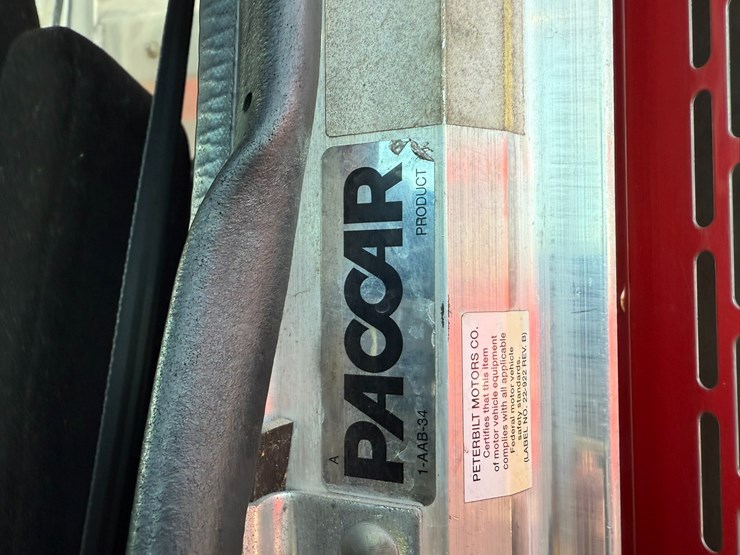 A
PACCAR
1-AAB-34 PRODUCT
PETERBILT MOTORS CO.
Certifies that this item
of motor vehicle equipment
complies with all applicable
Federal motor vehicle
safety standards.
(LABEL NO. 22-922 REV. B)